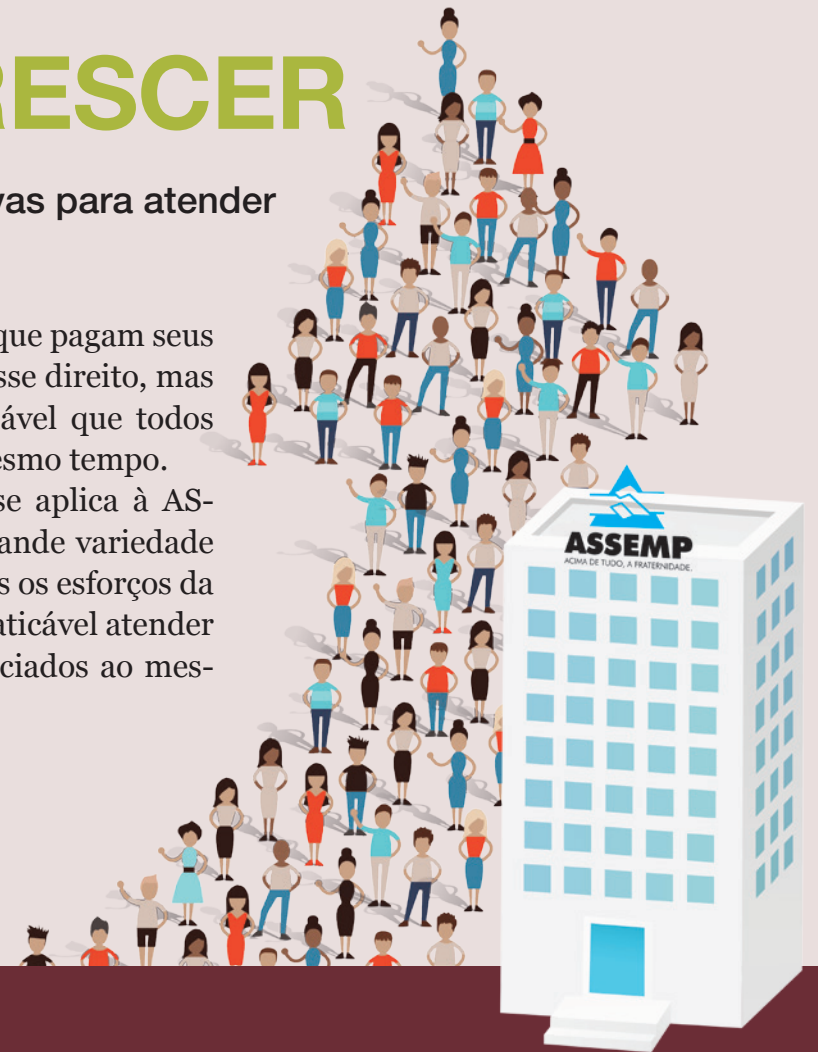 RESCER
vas para atender
que pagam seus
sse direito, mas
ável que todos
esmo tempo.
se aplica à AS-
ande variedade
s os esforços da
aticável atender
ciados ao mes-
ASSEMP
ACIMA DE TUDO, A FRATERNIDADE.